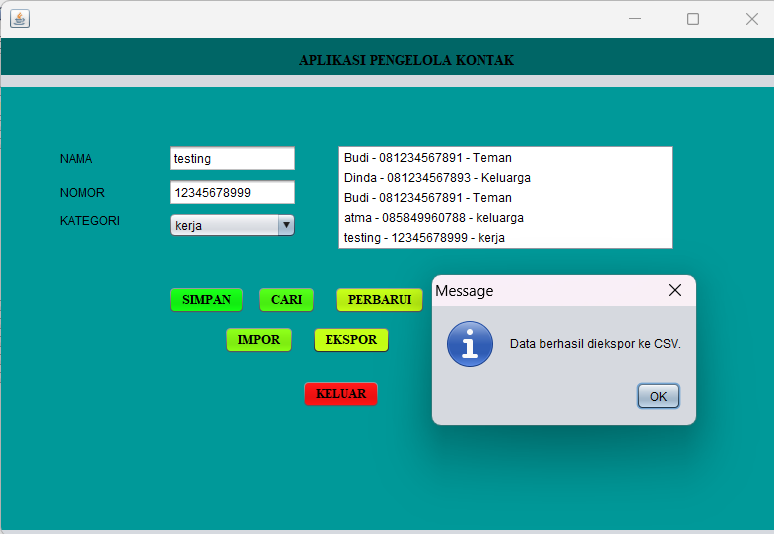 APLIKASI PENGELOLA KONTAK
NAMA
testing
NOMOR
12345678999
KATEGORI
kerja
Budi - 081234567891 - Teman
Dinda - 081234567893 - Keluarga
Budi - 081234567891 - Teman
atma - 085849960788 - keluarga
testing - 12345678999 - kerja
SIMPAN
CARI
PERBARUI
IMPOR
EKSPOR
KELUAR
Message
Data berhasil diekspor ke CSV.
OK